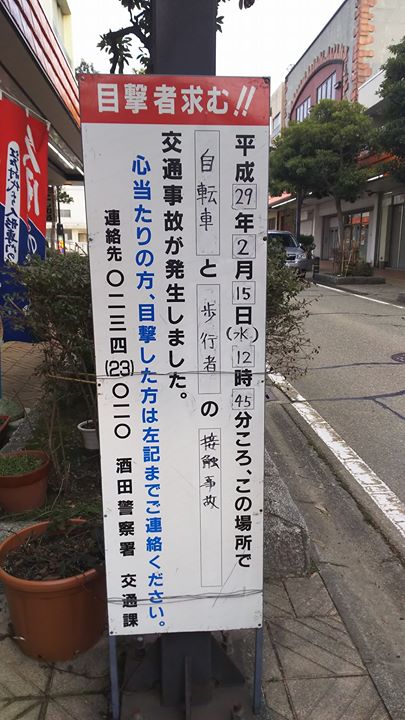 目撃者求む!!
平成29年2月15日(水)12時45分ころ、この場所で
自転車と歩行者の接触事故
交通事故が発生しました。
心当たりの方、目撃した方は左記までご連絡ください。
連絡先 〇二三四(23)〇一一〇 酒田警察署 交通課